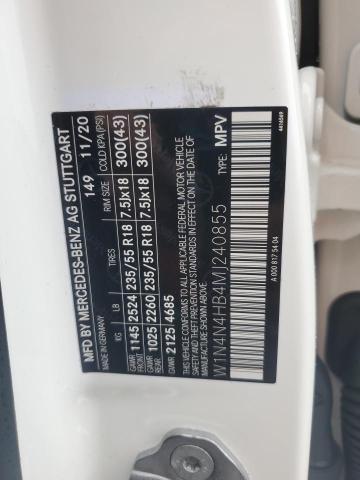 MFD BY MERCEDES-BENZ AG STUTTGART
149 11/20
KG LB TIRES RIM SIZE COLD KPA(PSI)
GAWR FRONT 1145 2524 235/55 R18 7.5Jx18 300(43)
GAWR REAR 1025 2260 235/55 R18 7.5Jx18 300(43)
GVWR 2125 4685
THIS VEHICLE CONFORMS TO ALL APPLICABLE FEDERAL MOTOR VEHICLE
SAFETY AND THEFT PREVENTION STANDARDS IN EFFECT ON THE DATE OF
MANUFACTURE SHOWN ABOVE.
W1N4N4HB4MJ240855 TYPE: MPV
A 000 817 54 04